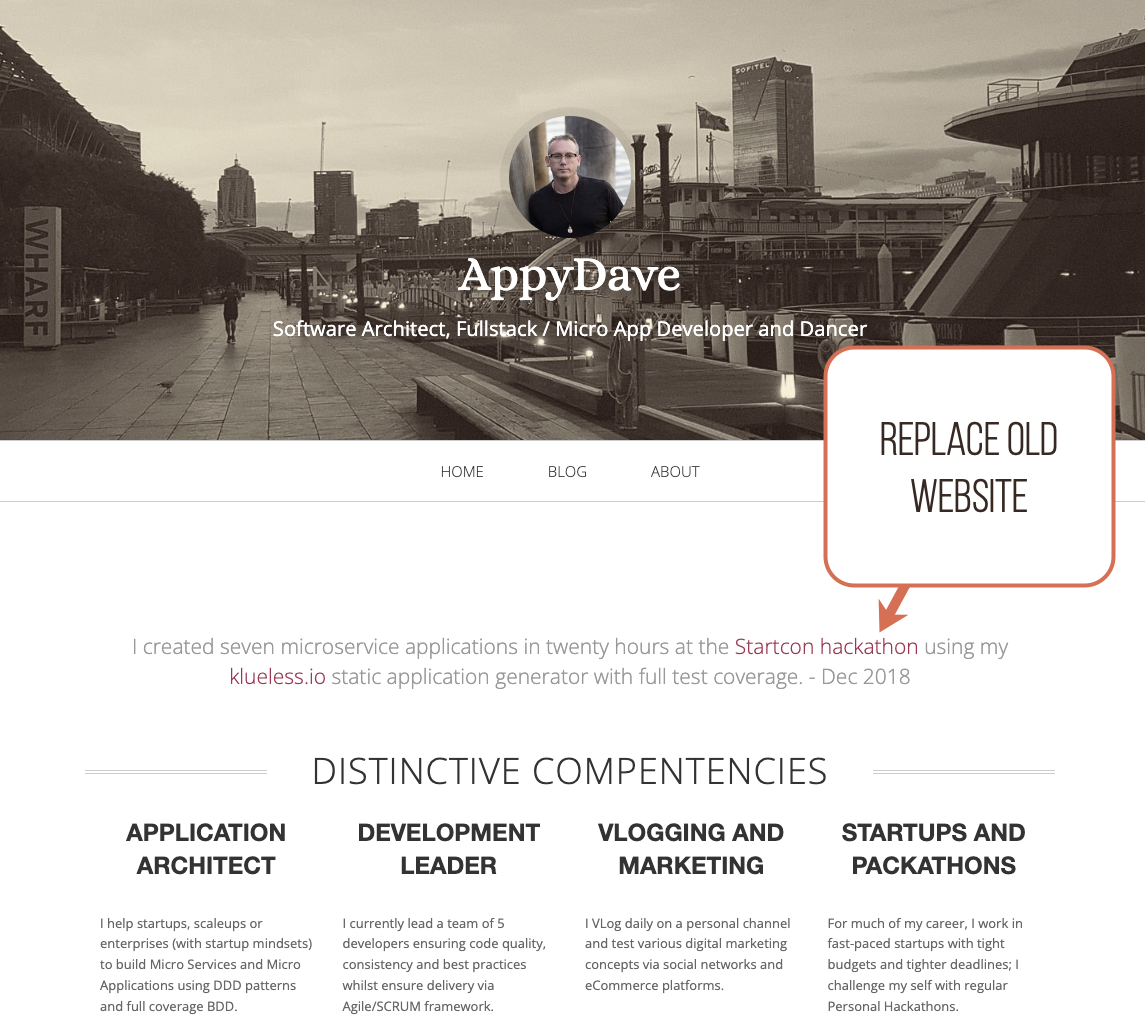 SOFITEL
WHARF
AppyDave
Software Architect, Fullstack / Micro App Developer and Dancer
REPLACE OLD
WEBSITE
HOME
BLOG
ABOUT
I created seven microservice applications in twenty hours at the Startcon hackathon using my
klueless.io static application generator with full test coverage. - Dec 2018
DISTINCTIVE COMPENTENCIES
APPLICATION
ARCHITECT
I help startups, scaleups or
enterprises (with startup mindsets)
to build Micro Services and Micro
Applications using DDD patterns
and full coverage BDD.
DEVELOPMENT
LEADER
I currently lead a team of 5
developers ensuring code quality,
consistency and best practices
whilst ensure delivery via
Agile/SCRUM framework.
VLOGGING AND
MARKETING
I VLog daily on a personal channel
and test various digital marketing
concepts via social networks and
eCommerce platforms.
STARTUPS AND
PACKATHONS
For much of my career, I work in
fast-paced startups with tight
budgets and tighter deadlines; I
challenge my self with regular
Personal Hackathons.